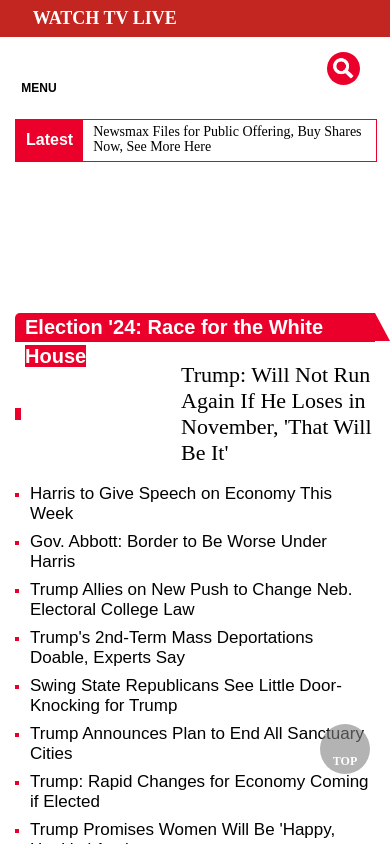 WATCH TV LIVE
MENU
Latest
Newsmax Files for Public Offering, Buy Shares
Now, See More Here
Election '24: Race for the White
House
Trump: Will Not Run
Again If He Loses in
November, 'That Will
Be It'
Harris to Give Speech on Economy This
Week
Gov. Abbott: Border to Be Worse Under
Harris
Trump Allies on New Push to Change Neb.
Electoral College Law
Trump's 2nd-Term Mass Deportations
Doable, Experts Say
Swing State Republicans See Little Door-
Knocking for Trump
Trump Announces Plan to End All Sanctuary
Cities
TOP
Trump: Rapid Changes for Economy Coming
if Elected
Trump Promises Women Will Be 'Happy,